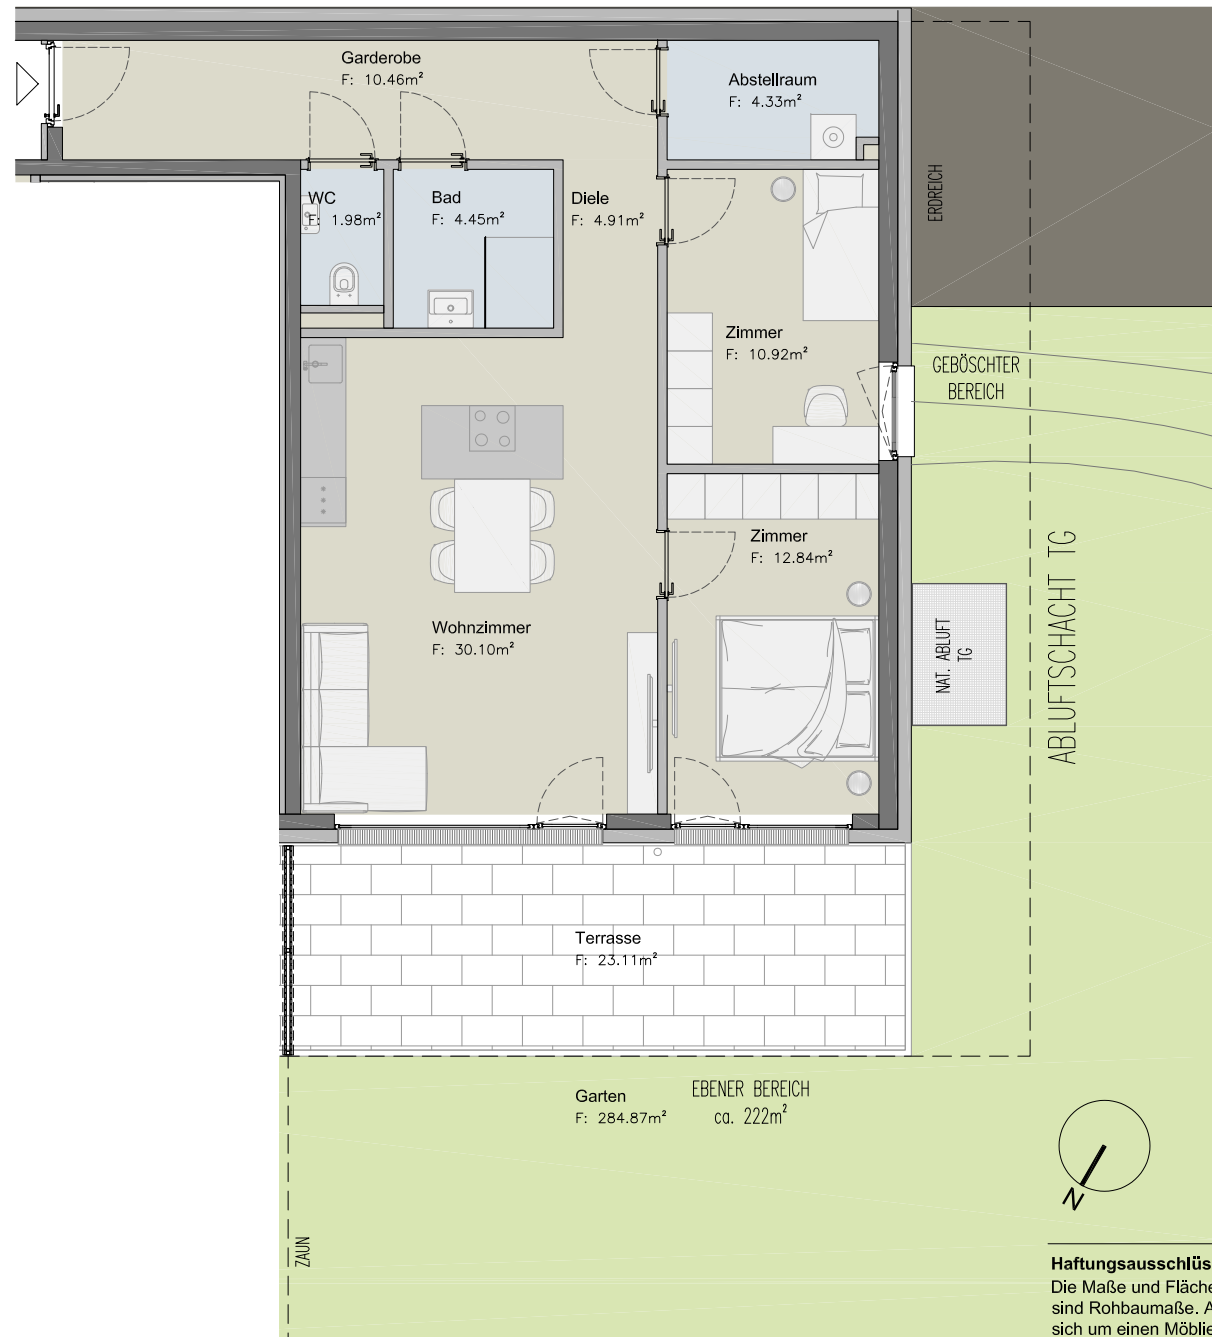 Garderobe
F: 10.46m²
Abstellraum
F: 4.33m²
WC
F: 1.98m²
Bad
F: 4.45m²
Diele
F: 4.91m²
ERDREICH
Zimmer
F: 10.92m²
GEBÖSCHTER
BEREICH
Zimmer
F: 12.84m²
Wohnzimmer
F: 30.10m²
NAT. ABLUFT
TG
ABLUFTSCHACHT TG
Terrasse
F: 23.11m²
Garten
F: 284.87m²
EBENER BEREICH
ca. 222m²
N
ZAUN
Haftungsausschlüs
Die Maße und Fläche
sind Rohbaumaße. A
sich um einen Möblie